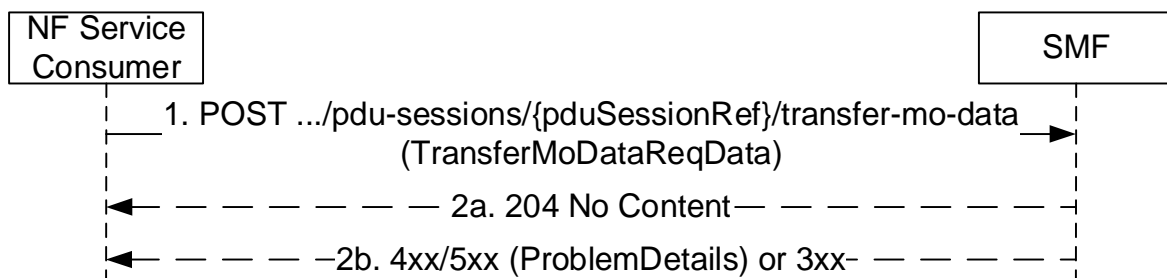 NF Service
Consumer
SMF
1. POST .../pdu-sessions/{pduSessionRef}/transfer-mo-data
(TransferMoDataReqData)
2a. 204 No Content
2b. 4xx/5xx (ProblemDetails) or 3xx